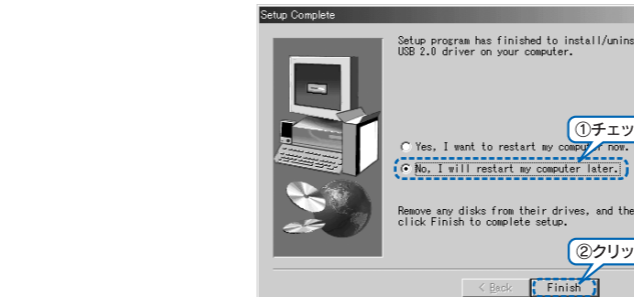 Setup Complete
Setup program has finished to install/unins
USB 2.0 driver on your computer.
①チェッ
Yes, I want to restart my computer now.
No, I will restart my computer later.
Remove any disks from their drives, and the
click Finish to complete setup.
②クリッ
< Back
Finish